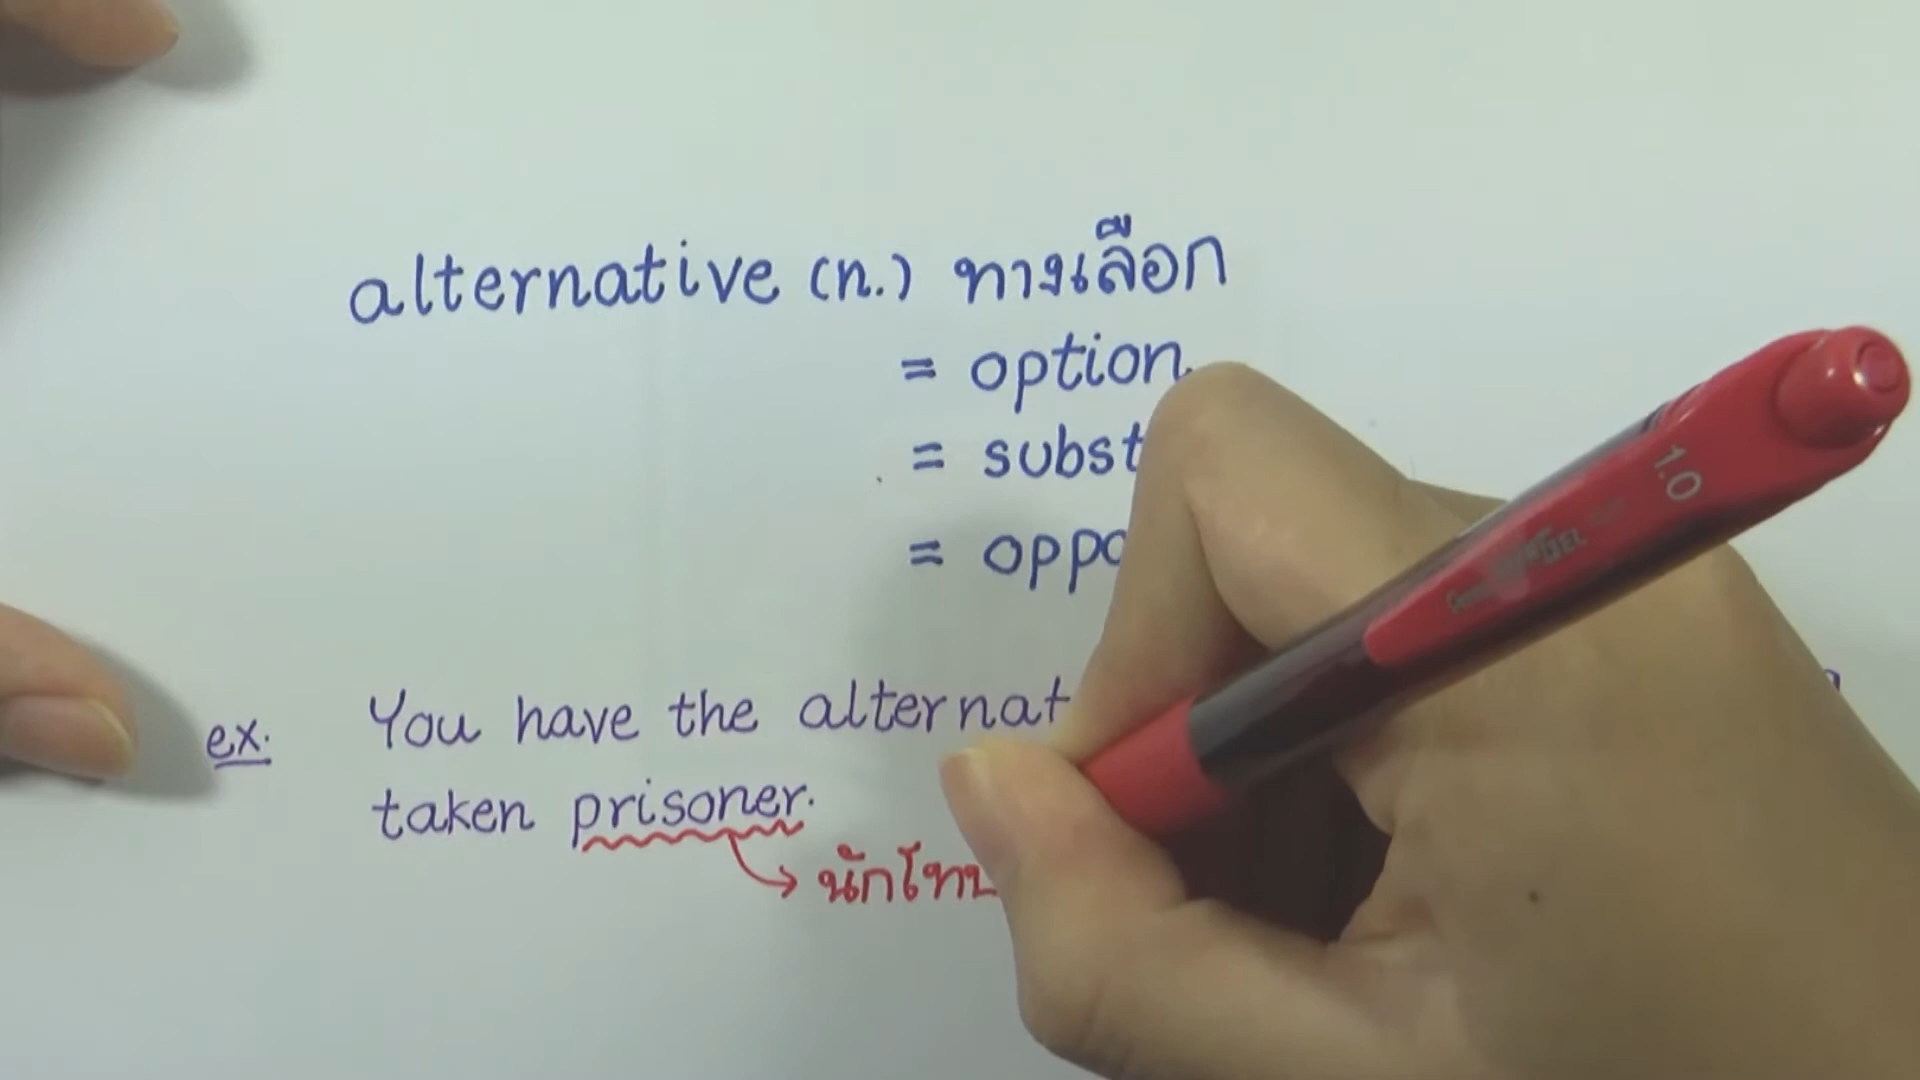 alternative (n.) ทางเลือก
= option
= subst
= oppo
ex. You have the alternat
taken prisoner.
นักโทษ
1.0